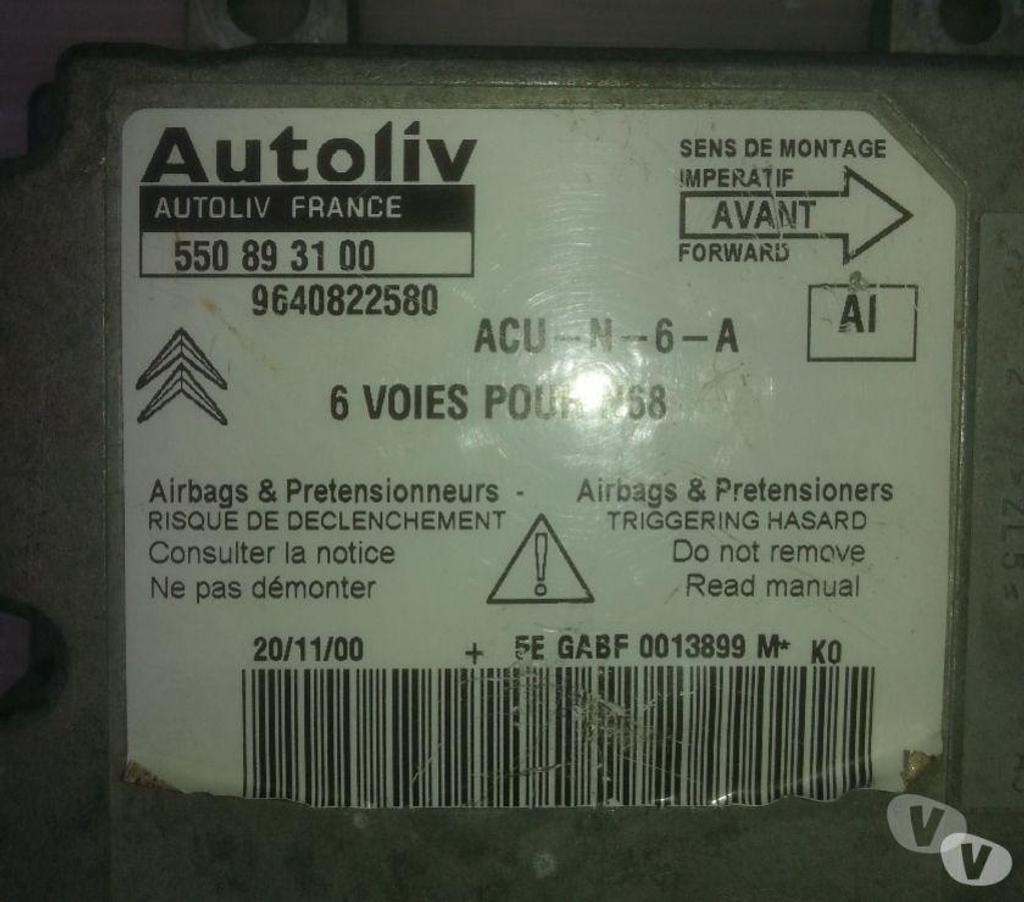 Autoliv
AUTOLIV FRANCE
550 89 31 00
9640822580
SENS DE MONTAGE
IMPERATIF
AVANT
FORWARD
AI
ACU-N-6-A
6 VOIES POUR
Airbags & Pretensionneurs -
RISQUE DE DECLENCHEMENT
Consulter la notice
Ne pas démonter
Airbags & Pretensioners
TRIGGERING HASARD
Do not remove
Read manual
20/11/00 + 5E GABF 0013899 M* K0
VV